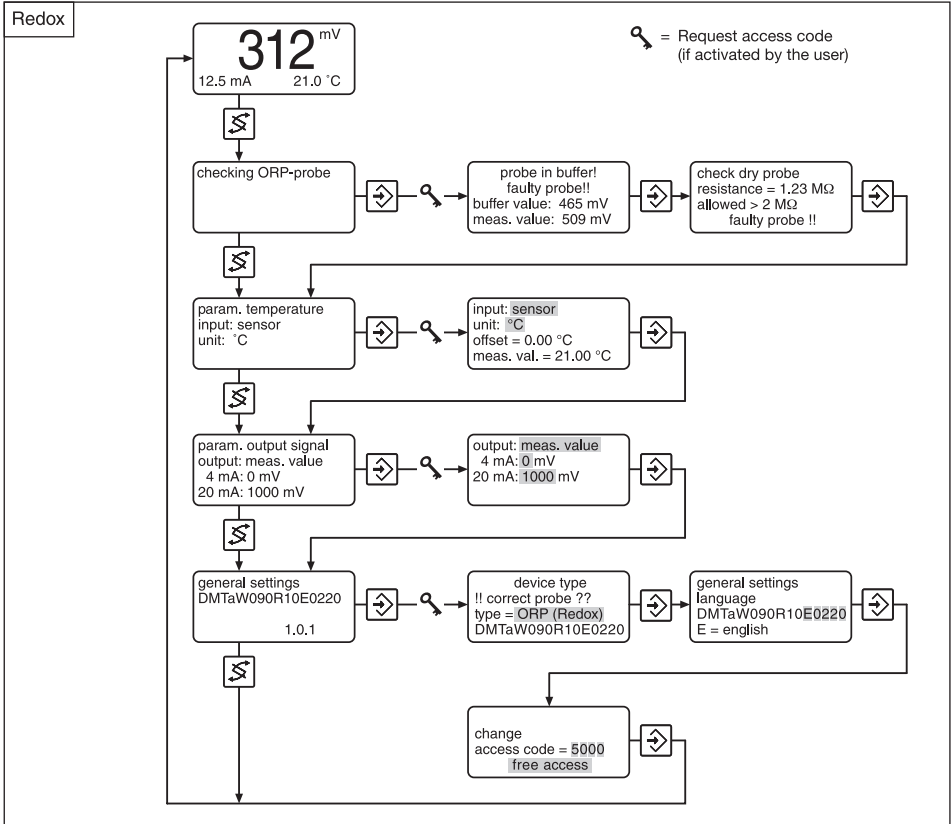 Redox
312 mV
12.5 mA 21.0 °C
= Request access code
(if activated by the user)
checking ORP-probe
probe in buffer!
faulty probe!!
buffer value: 465 mV
meas. value: 509 mV
check dry probe
resistance = 1.23 MΩ
allowed > 2 MΩ
faulty probe !!
param. temperature
input: sensor
unit: °C
input: sensor
unit: °C
offset = 0.00 °C
meas. val. = 21.00 °C
param. output signal
output: meas. value
4 mA: 0 mV
20 mA: 1000 mV
output: meas. value
4 mA: 0 mV
20 mA: 1000 mV
general settings
DMTaW090R10E0220
1.0.1
device type
!! correct probe ??
type = ORP (Redox)
DMTaW090R10E0220
general settings
language
DMTaW090R10E0220
E = english
change
access code = 5000
free access